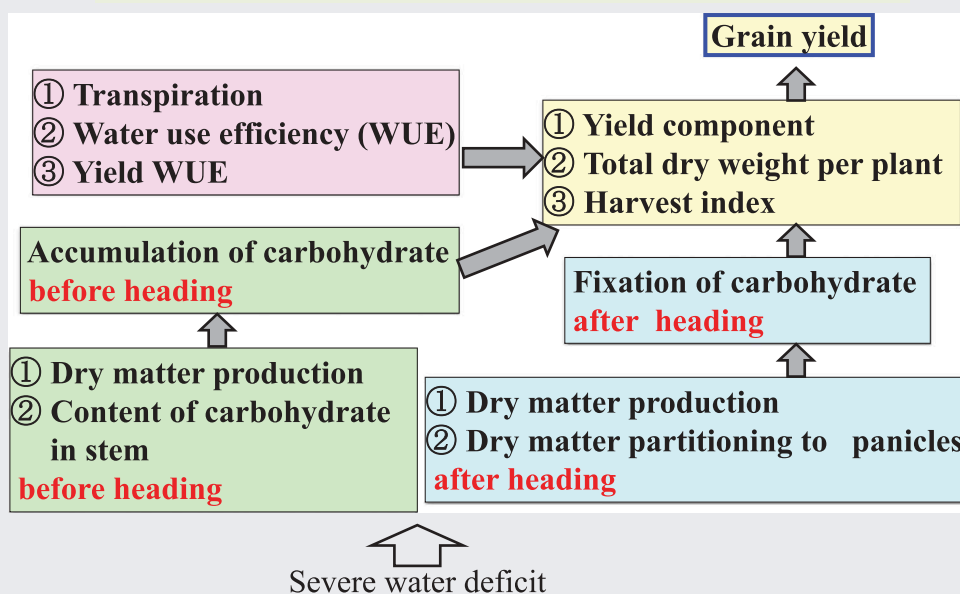 Grain yield
① Transpiration
② Water use efficiency (WUE)
③ Yield WUE
① Yield component
② Total dry weight per plant
③ Harvest index
Accumulation of carbohydrate
before heading
Fixation of carbohydrate
after heading
① Dry matter production
② Content of carbohydrate
in stem
before heading
① Dry matter production
② Dry matter partitioning to panicles
after heading
Severe water deficit